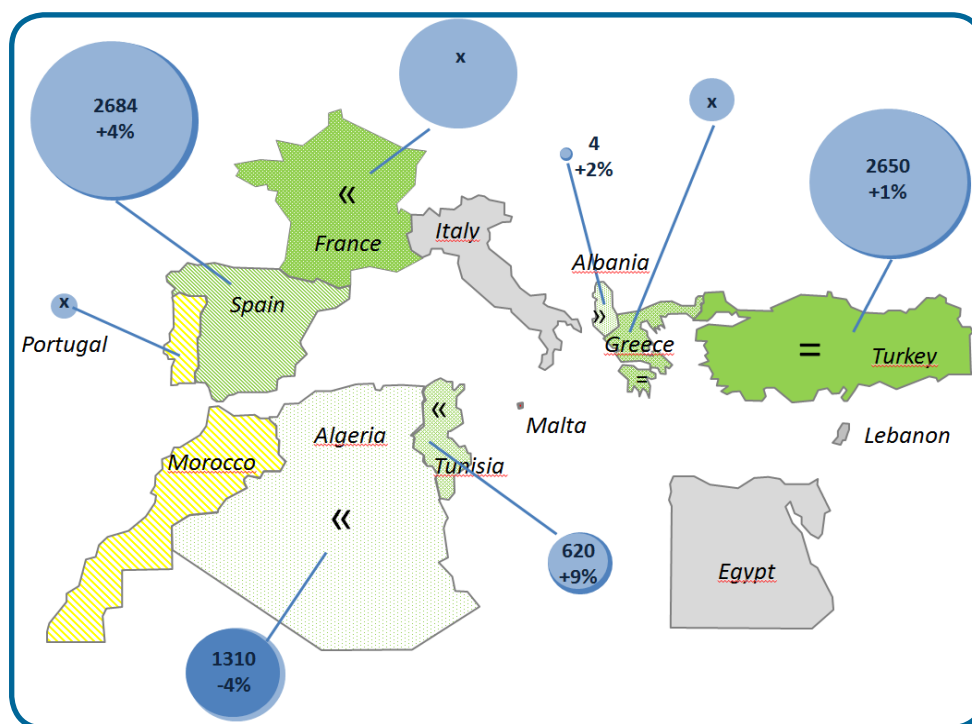 x
2684
+4%
x
4
+2%
2650
+1%
«
France
Italy
Albania
Spain
x
Portugal
»
Greece
=
=
Turkey
Malta
Lebanon
«
Algeria
Tunisia
Morocco
«
620
+9%
Egypt
1310
-4%